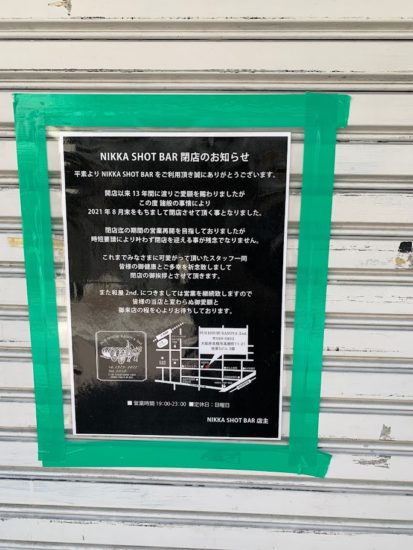 NIKKA SHOT BAR 閉店のお知らせ
平素より NIKKA SHOT BAR をご利用頂き誠にありがとうございます。
開店以来 13 年間に渡りご愛顧を賜わりましたが
この度 諸般の事情により
2021 年 8 月末をもちまして閉店させて頂く事となりました。
閉店迄の期間の営業再開を目指しておりましたが
時短要請により叶わず閉店を迎える事が残念でなりません。
これまでみなさまに可愛がって頂いたスタッフ一同
皆様の御健康とご多幸を祈念致しまして
閉店の御挨拶とさせて頂きます。
また和屋 2nd. につきましては営業を継続致しますので
皆様の当店と変わらぬ御愛顧と
御来店の程を心よりお待ちしております。
2nd.
■ 営業時間 19:00-23:00 ■定休日：日曜日
NIKKA SHOT BAR 店主